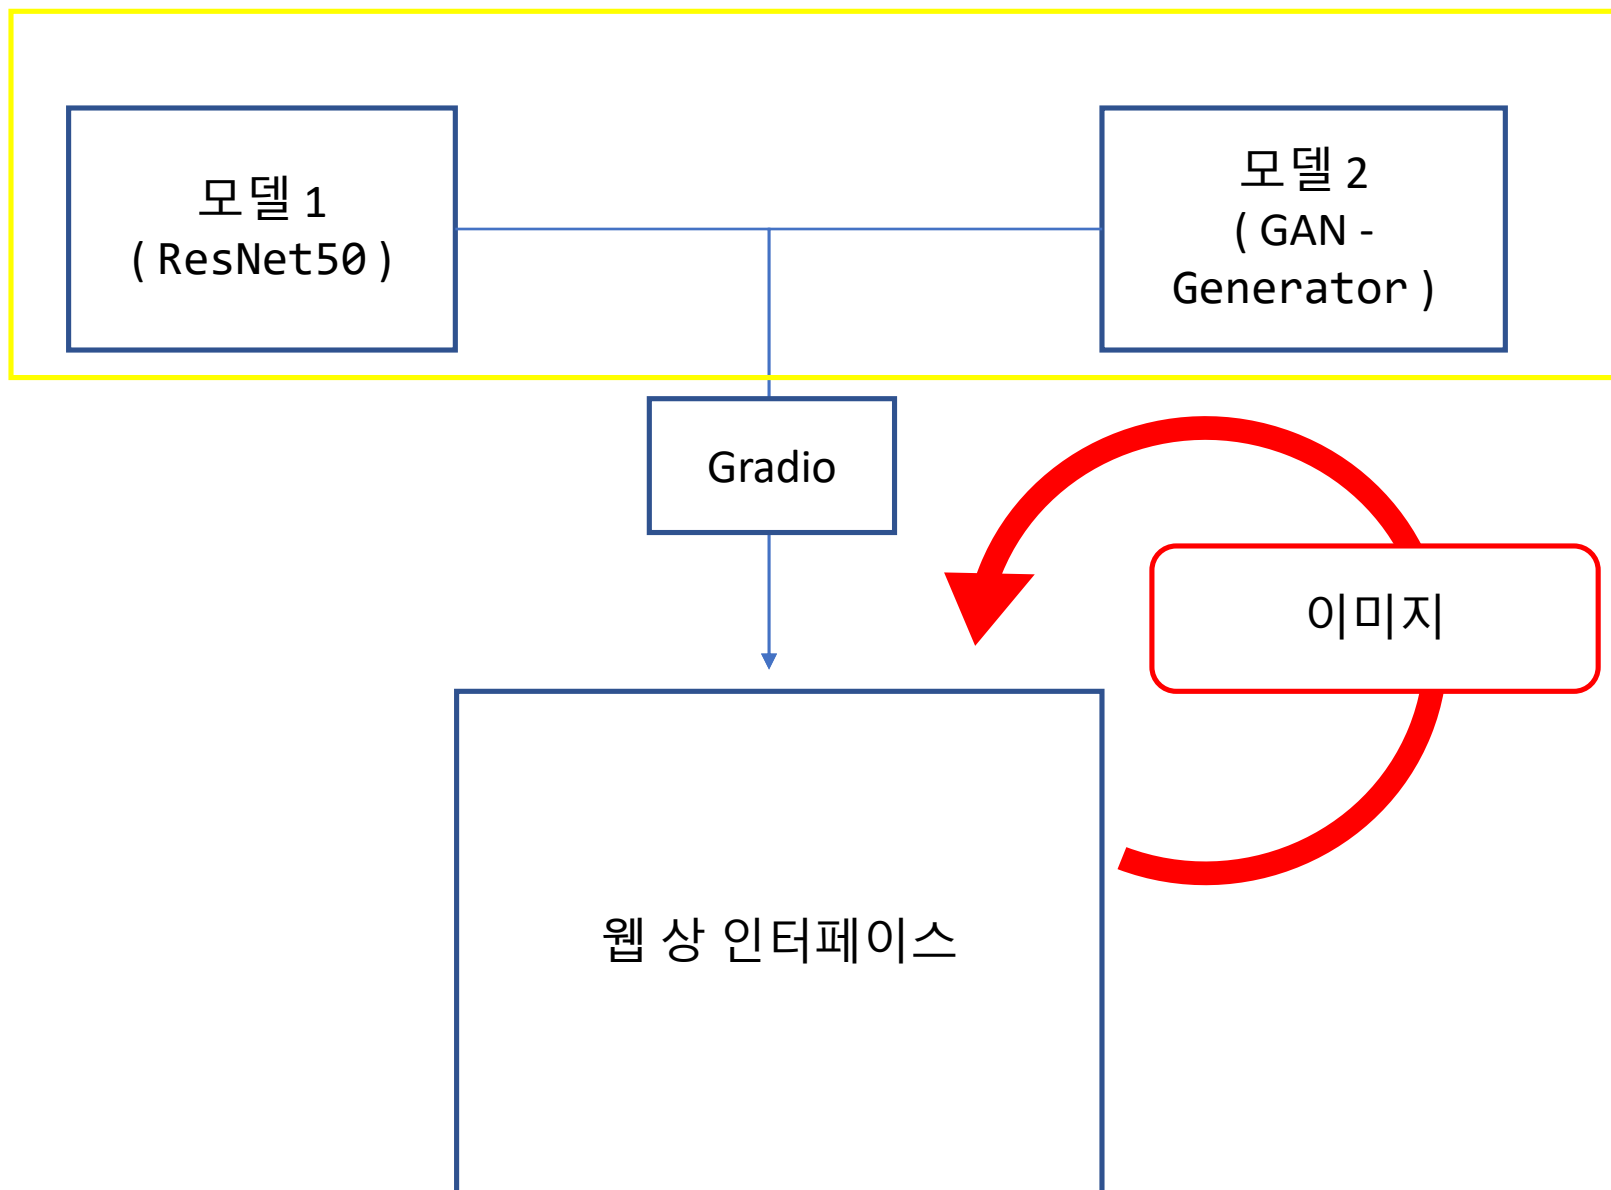 모델 1
( ResNet50 )
모델 2
( GAN -
Generator )
Gradio
이미지
웹 상 인터페이스